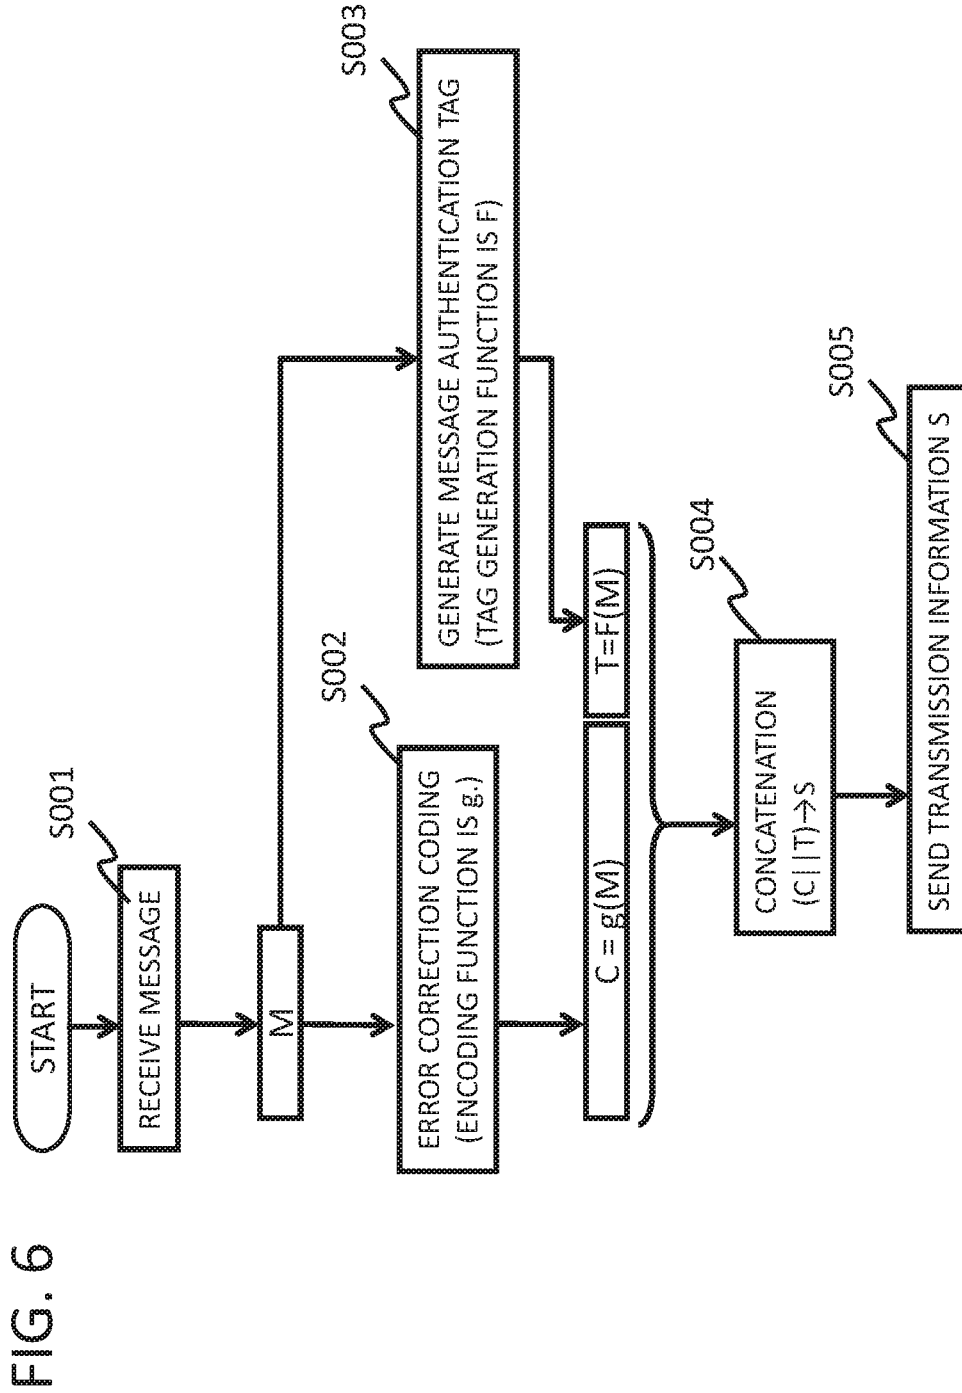 FIG. 6
START
S001
RECEIVE MESSAGE
M
S002
ERROR CORRECTION CODING
(ENCODING FUNCTION IS g.)
S003
GENERATE MESSAGE AUTHENTICATION TAG
(TAG GENERATION FUNCTION IS F)
C = g(M)
T=F(M)
S004
CONCATENATION
(C||T)→S
S005
SEND TRANSMISSION INFORMATION S